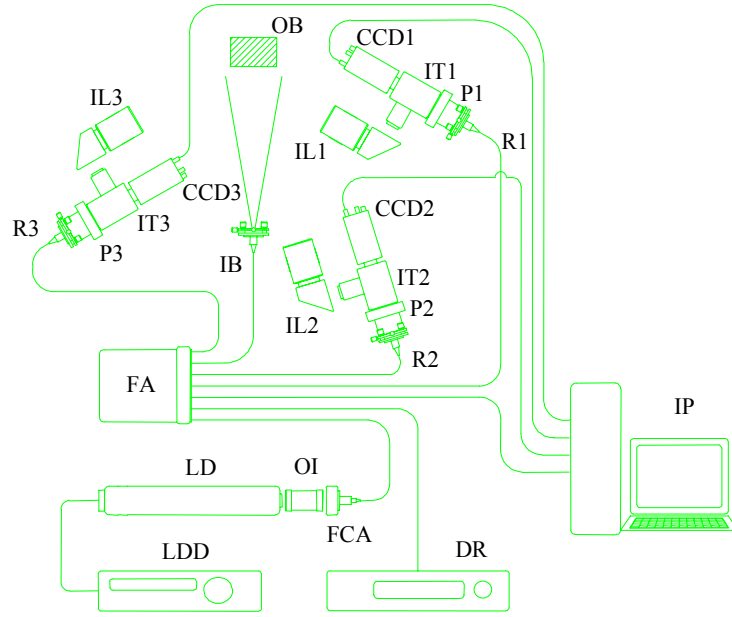 OB
CCD1
IT1
P1
IL3
IL1
R1
CCD3
CCD2
R3
IT3
P3
IB
IT2
IL2
P2
R2
FA
IP
LD
OI
FCA
LDD
DR